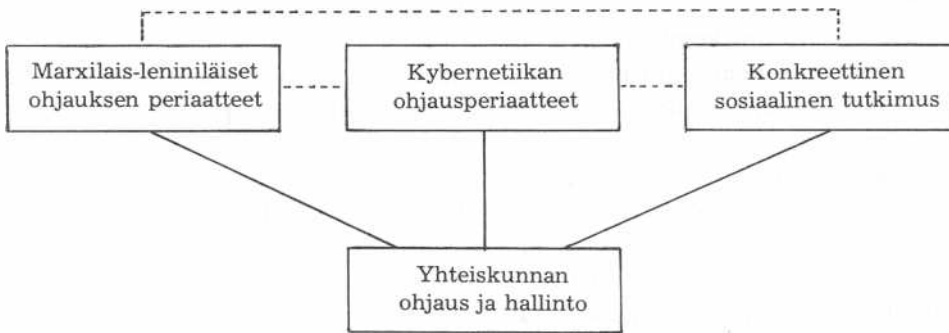 Marxilais-leniniläiset
ohjauksen periaatteet
Kybernetiikan
ohjausperiaatteet
Konkreettinen
sosiaalinen tutkimus
Yhteiskunnan
ohjaus ja hallinto